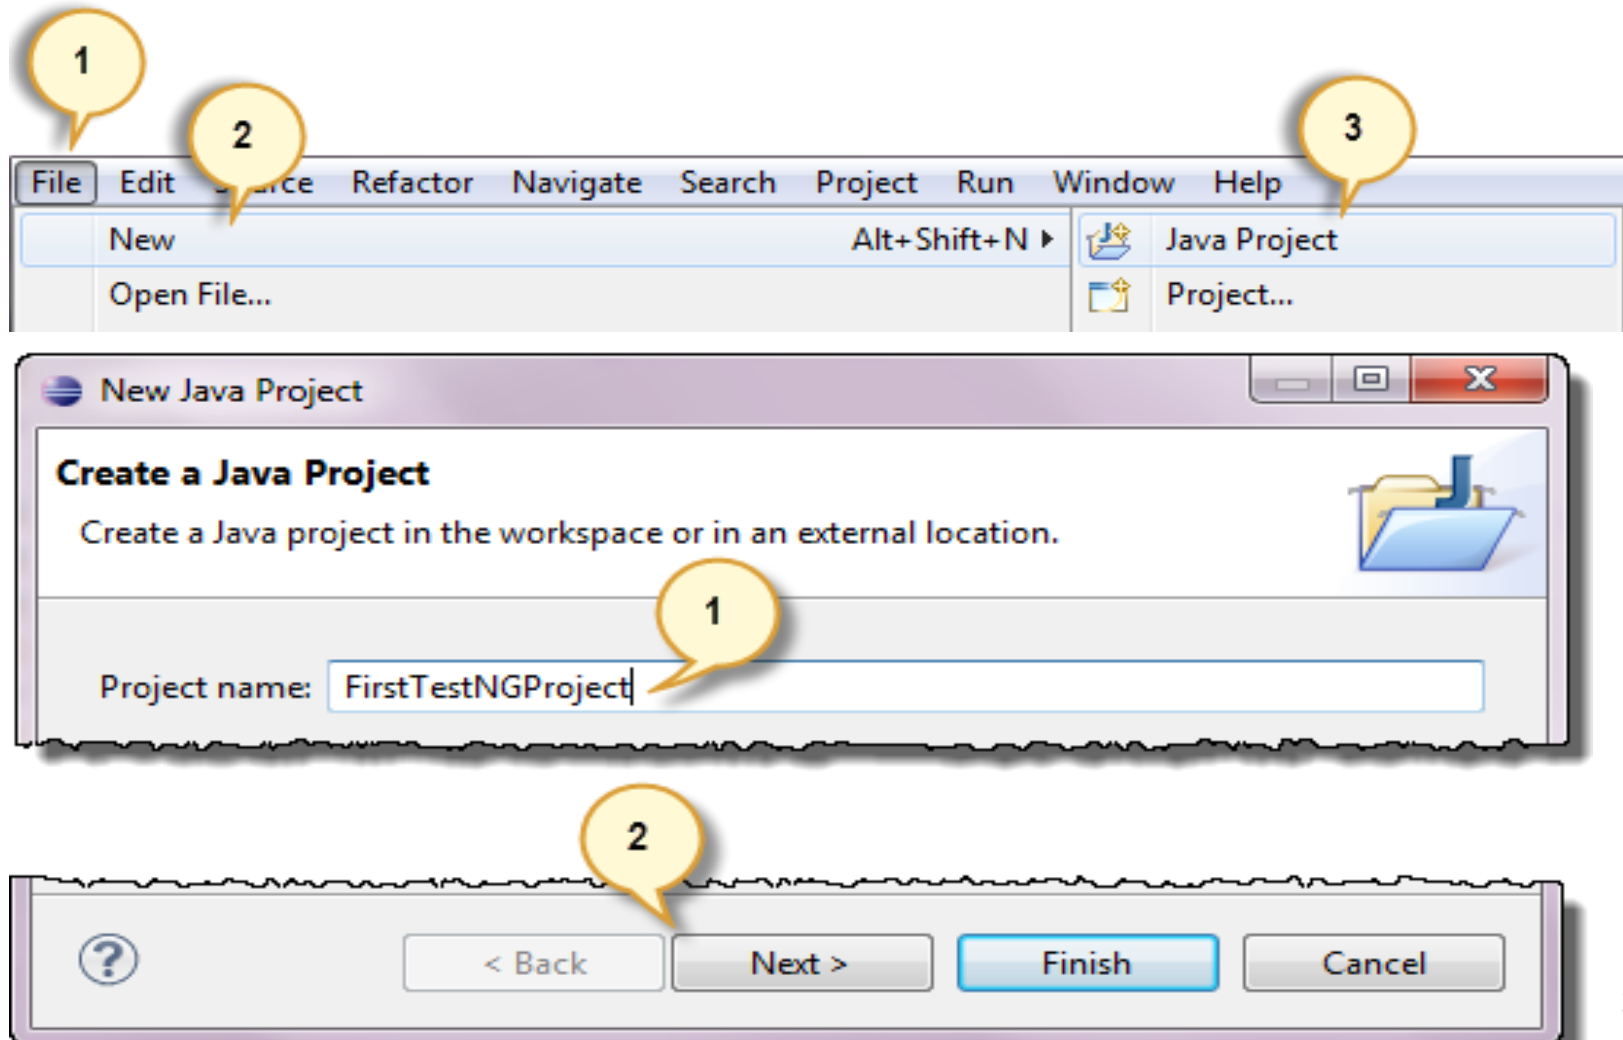 1
2
3
File Edit Refactor Navigate Search Project Run Window Help
New Alt+Shift+N Java Project
Open File... Project...
New Java Project
Create a Java Project
Create a Java project in the workspace or in an external location.
1
Project name: FirstTestNGProject
2
? < Back Next > Finish Cancel